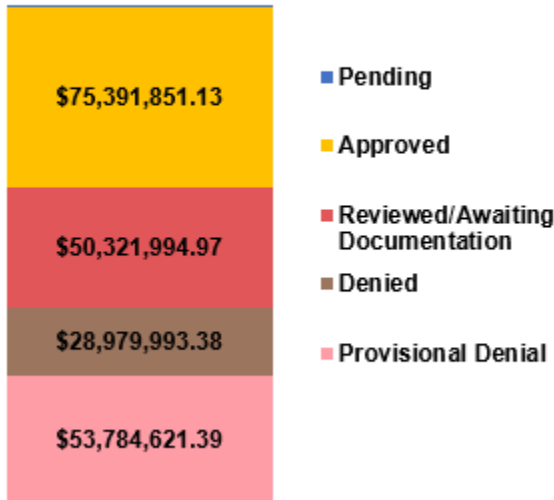 $75,391,851.13
$50,321,994.97
$28,979,993.38
$53,784,621.39
Pending
Approved
Reviewed/Awaiting
Documentation
Denied
Provisional Denial